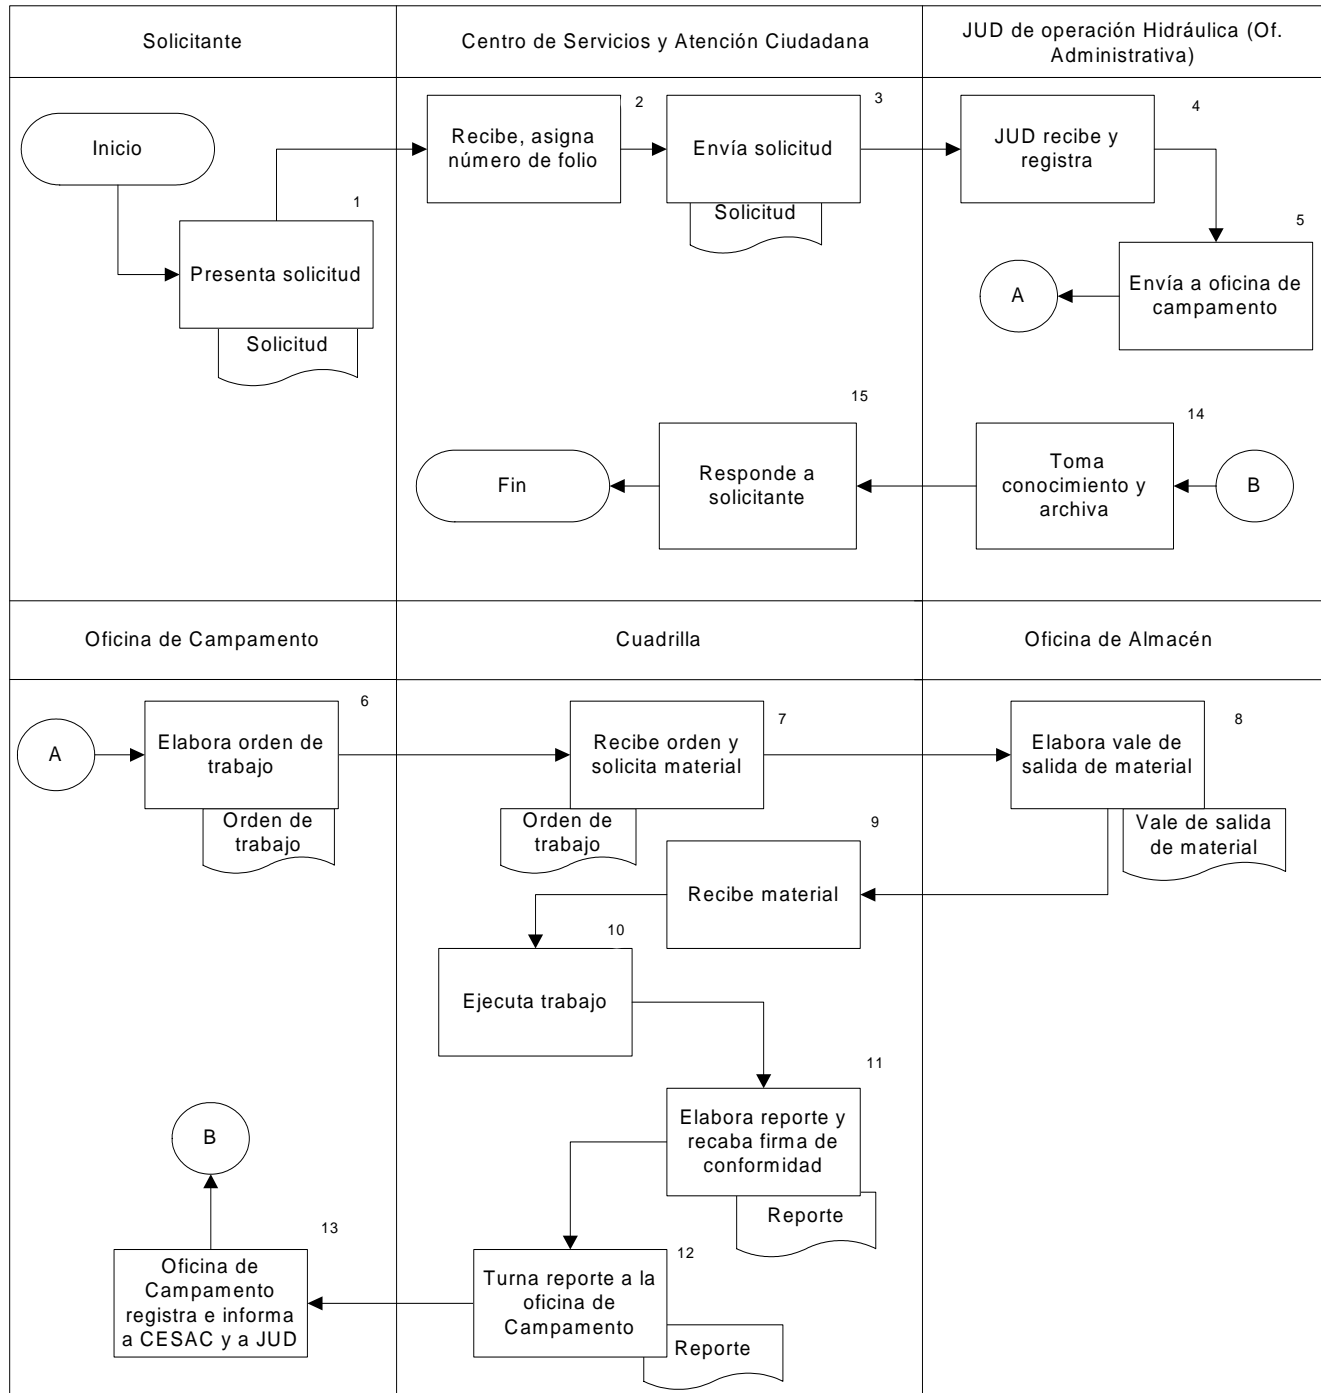 Solicitante
Centro de Servicios y Atención Ciudadana
JUD de operación Hidráulica (Of.
Administrativa)
Inicio
1
Presenta solicitud
Solicitud
2
Recibe, asigna
número de folio
3
Envía solicitud
Solicitud
4
JUD recibe y
registra
5
Envía a oficina de
campamento
A
15
Responde a
solicitante
Fin
14
Toma
conocimiento y
archiva
B
Oficina de Campamento
Cuadrilla
Oficina de Almacén
A
6
Elabora orden de
trabajo
Orden de
trabajo
7
Recibe orden y
solicita material
Orden de
trabajo
8
Elabora vale de
salida de material
Vale de salida
de material
9
Recibe material
10
Ejecuta trabajo
11
Elabora reporte y
recaba firma de
conformidad
Reporte
12
Turna reporte a la
oficina de
Campamento
Reporte
13
Oficina de
Campamento
registra e informa
a CESAC y a JUD
B